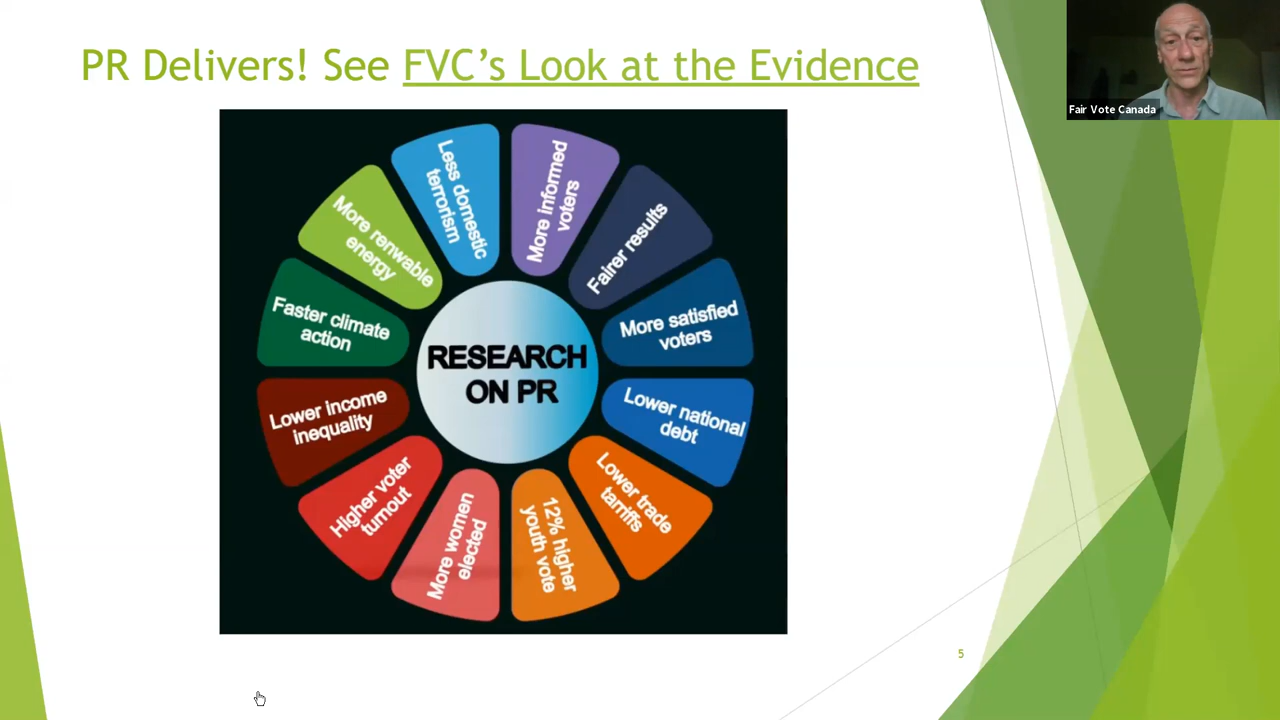 PR Delivers! See FVC's Look at the Evidence
Fair Vote Canada
RESEARCH
ON PR
More informed
voters
Fairer results
More satisfied
voters
Lower national
debt
Lower trade
tarriffs
12% higher
youth vote
More women
elected
Higher voter
turnout
Lower income
inequality
Faster climate
action
More renwable
energy
Less domestic
terrorism
5